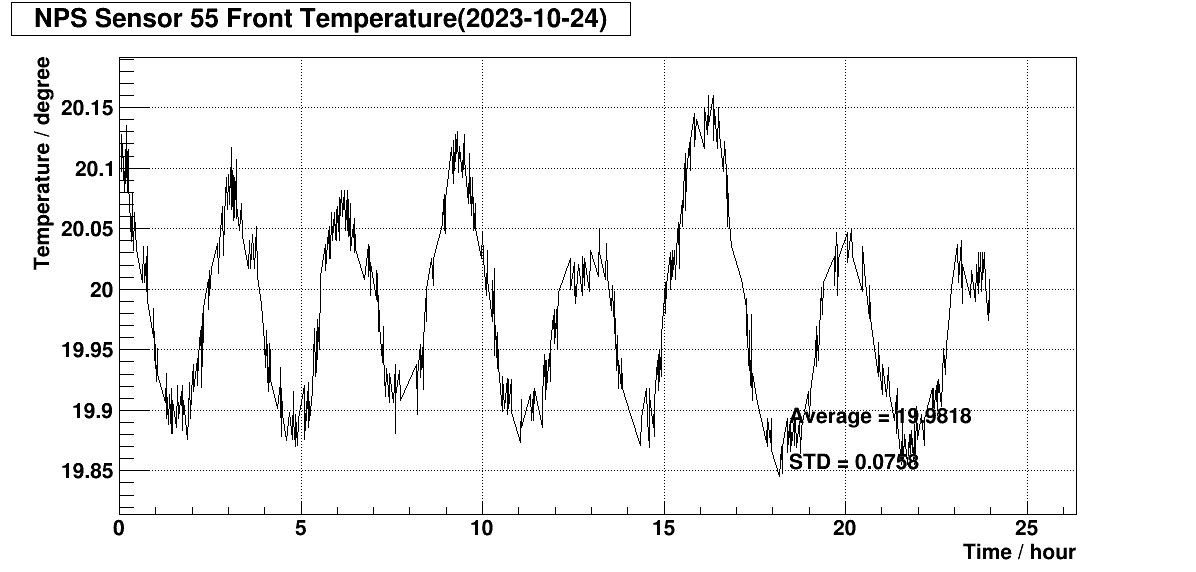 NPS Sensor 55 Front Temperature(2023-10-24)
Temperature / degree
20.15
20.1
20.05
20
19.95
19.9
19.85
Average = 19.9818
STD = 0.0758
0 5 10 15 20 25
Time / hour